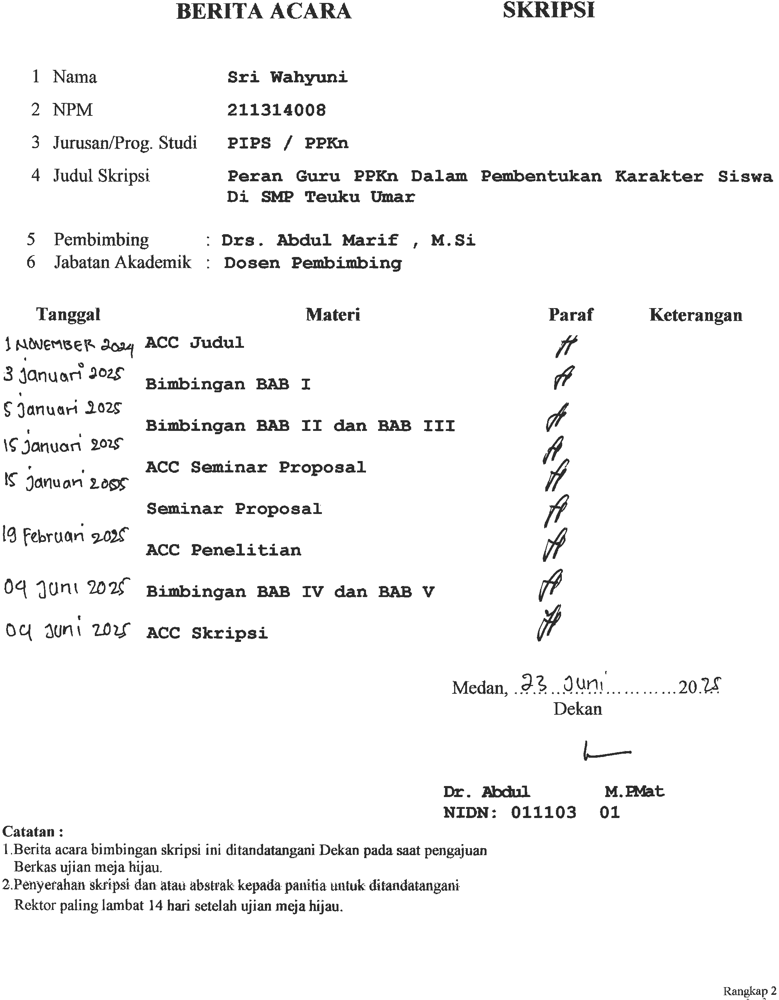 BERITA ACARA SKRIPSI
1 Nama Sri Wahyuni
2 NPM 211314008
3 Jurusan/Prog. Studi PIPS / PPKn
4 Judul Skripsi Peran Guru PPKn Dalam Pembentukan Karakter Siswa
Di SMP Teuku Umar
5 Pembimbing : Drs. Abdul Marif , M.Si
6 Jabatan Akademik : Dosen Pembimbing
Tanggal Materi Paraf Keterangan
1 NOVEMBER 2024 ACC Judul
3 Januari 2025
Bimbingan BAB I
5 Januari 2025
Bimbingan BAB II dan BAB III
15 Januari 2025
ACC Seminar Proposal
15 Januari
Seminar Proposal
19 Februari 2025
ACC Penelitian
04 Juni 2025 Bimbingan BAB IV dan BAB V
04 Juni 2025 ACC Skripsi
Medan, 23 Juni 2025
Dekan
Dr. Abdul M.PMat
NIDN: 011103 01
Catatan :
1.Berita acara bimbingan skripsi ini ditandatangani Dekan pada saat pengajuan
Berkas ujian meja hijau.
2.Penyerahan skripsi dan atau abstrak kepada panitia untuk ditandatangani
Rektor paling lambat 14 hari setelah ujian meja hijau.
Rangkap 2